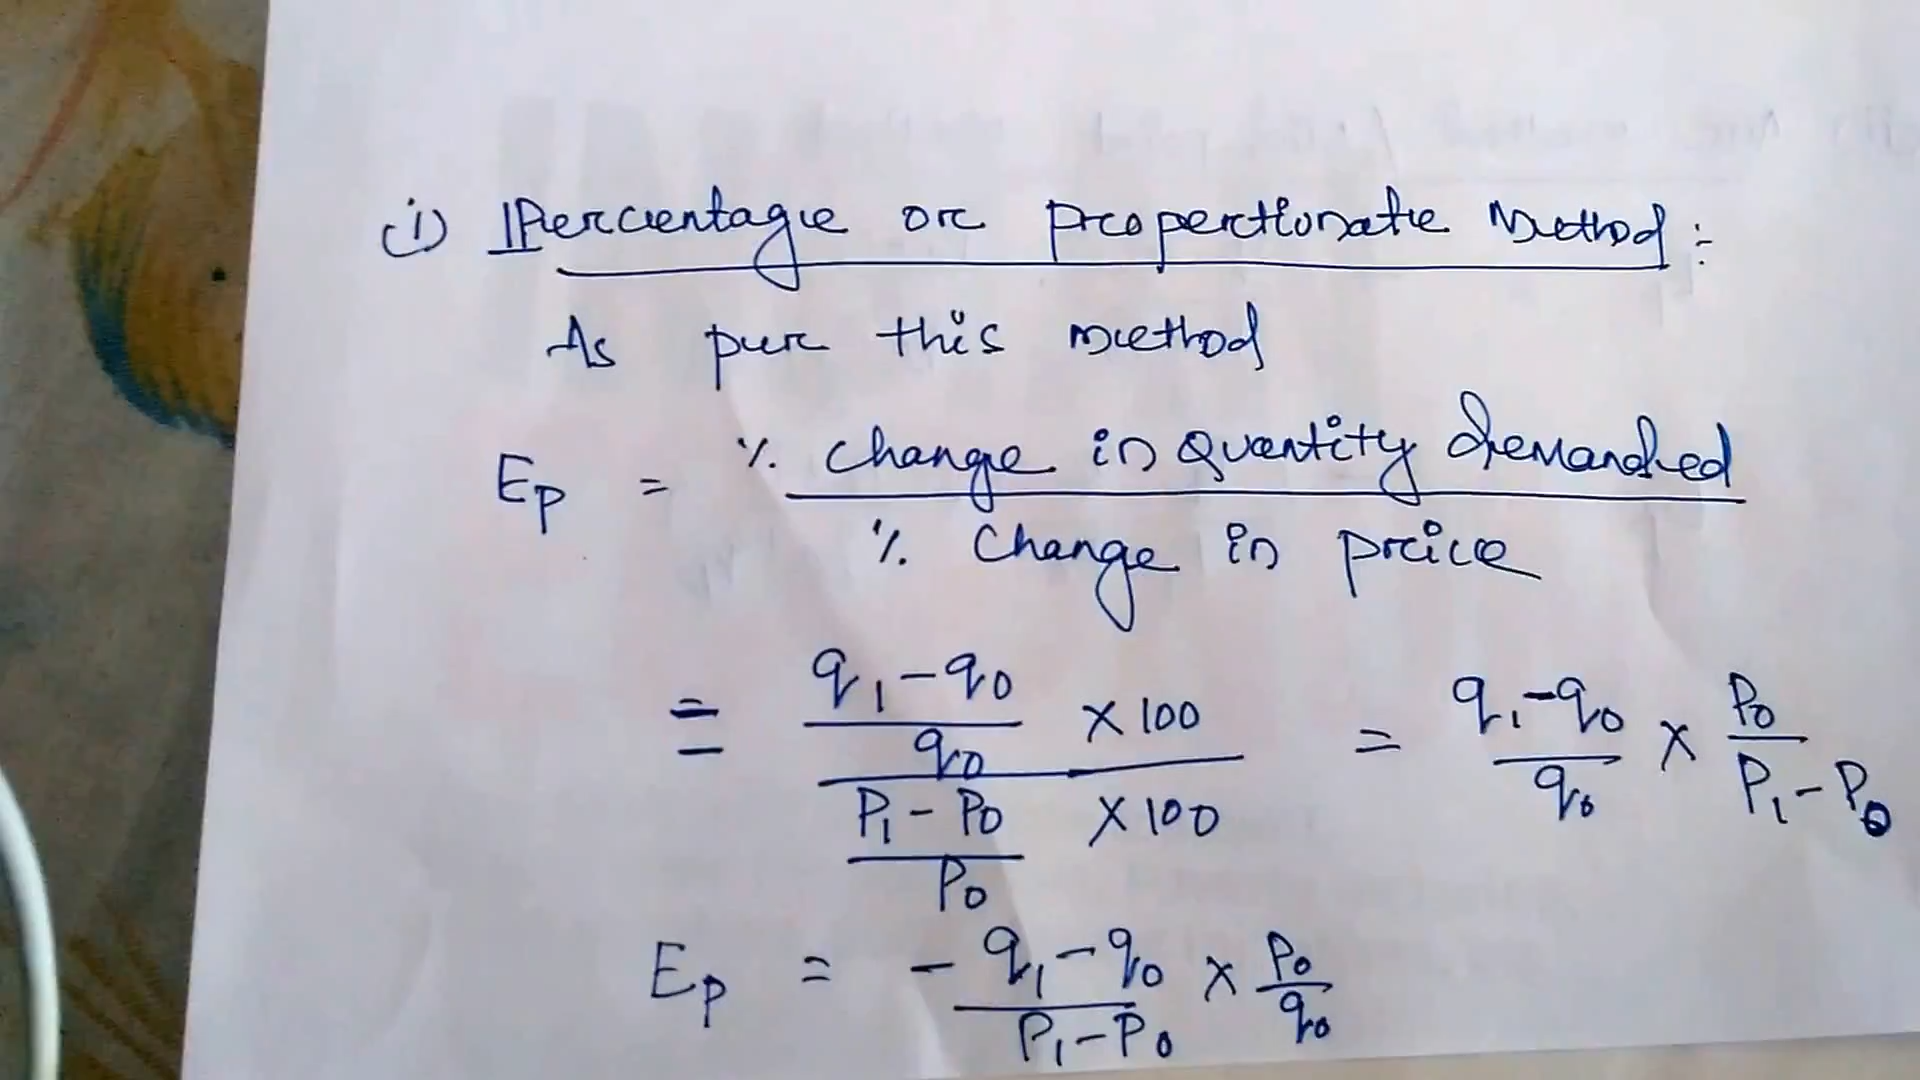 (i) Percentage or Propertionate Method :-
As per this method
Ep = % change in Quantity demanded
% change in price
= q1-q0 / q0 × 100 / P1-P0 / P0 × 100 = q1-q0 / q0 × P0 / P1-P0
Ep = - q1-q0 / P1-P0 × P0 / q0